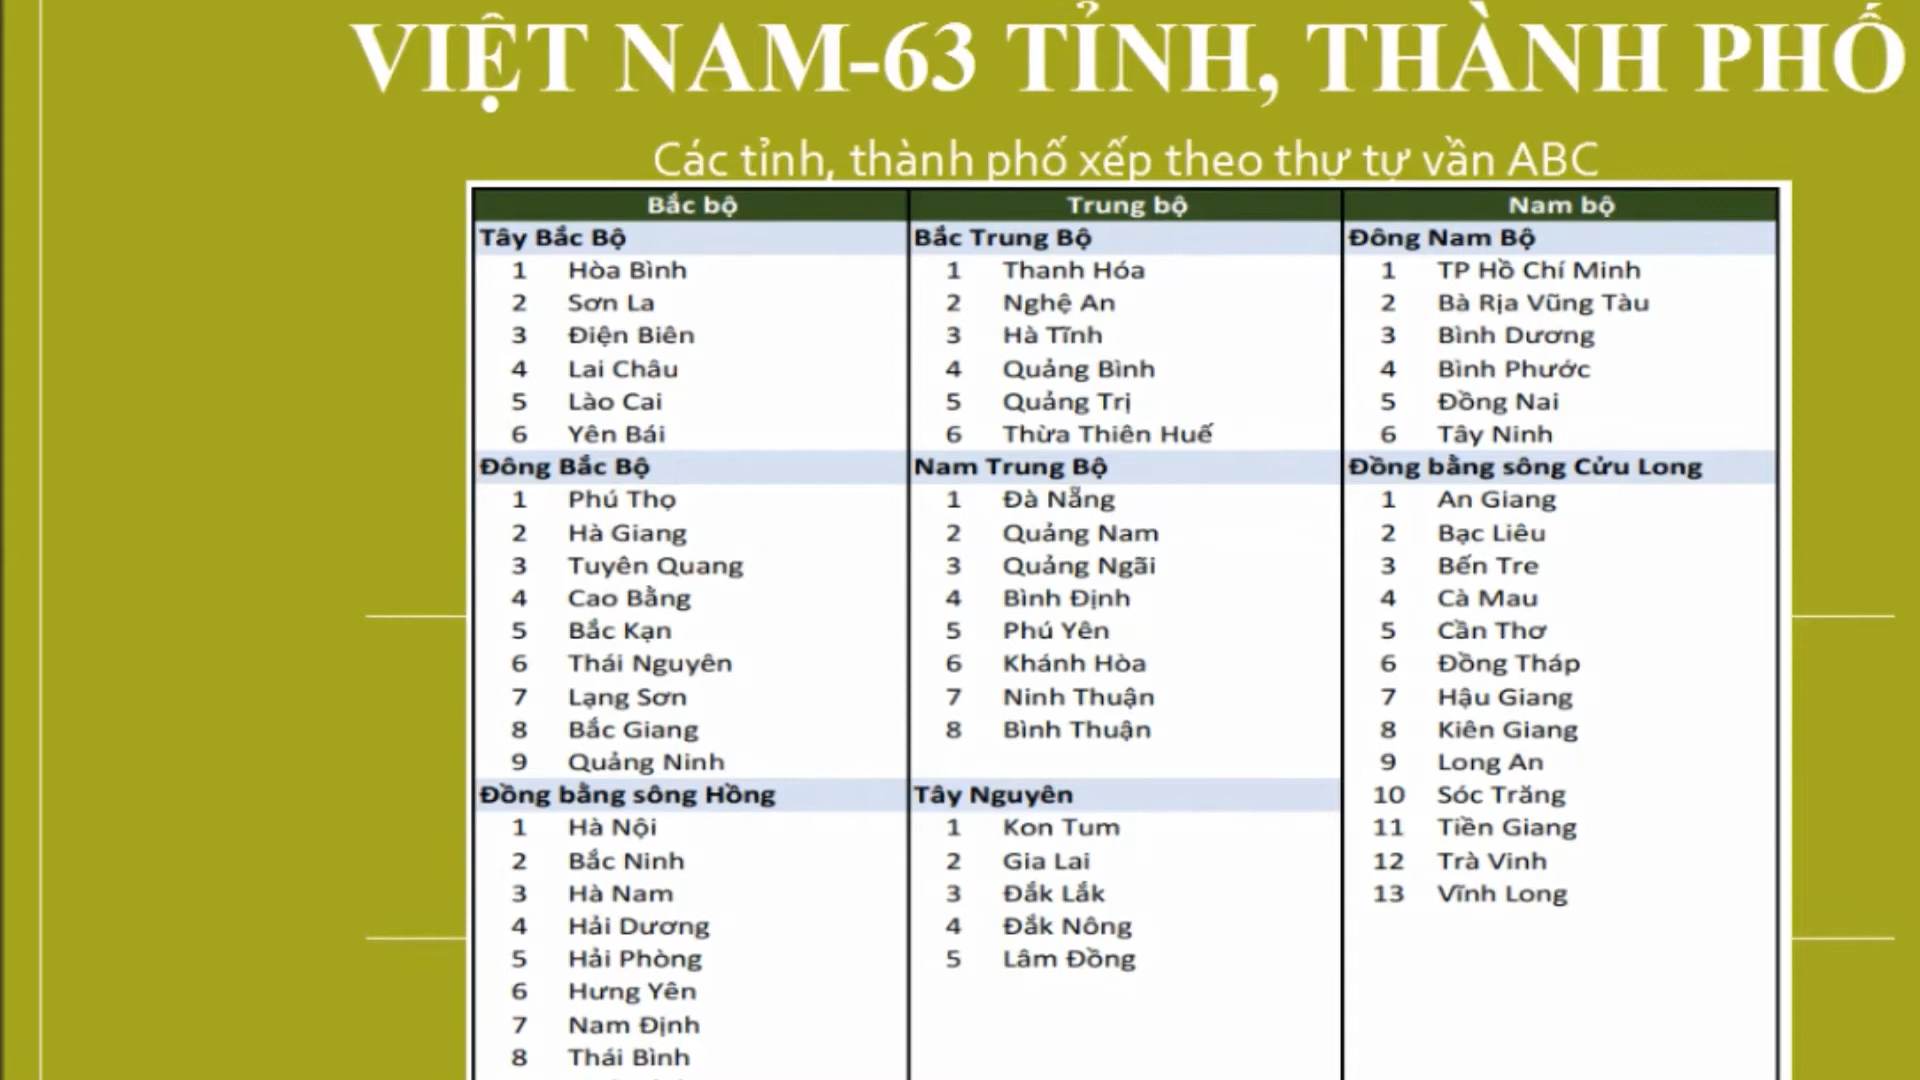 VIỆT NAM-63 TỈNH, THÀNH PHỐ
Các tỉnh, thành phố xếp theo thự tự vần ABC
Bắc bộ
Tây Bắc Bộ
1 Hòa Bình
2 Sơn La
3 Điện Biên
4 Lai Châu
5 Lào Cai
6 Yên Bái
Đông Bắc Bộ
1 Phú Thọ
2 Hà Giang
3 Tuyên Quang
4 Cao Bằng
5 Bắc Kạn
6 Thái Nguyên
7 Lạng Sơn
8 Bắc Giang
9 Quảng Ninh
Đồng bằng sông Hồng
1 Hà Nội
2 Bắc Ninh
3 Hà Nam
4 Hải Dương
5 Hải Phòng
6 Hưng Yên
7 Nam Định
8 Thái Bình
Trung bộ
Bắc Trung Bộ
1 Thanh Hóa
2 Nghệ An
3 Hà Tĩnh
4 Quảng Bình
5 Quảng Trị
6 Thừa Thiên Huế
Nam Trung Bộ
1 Đà Nẵng
2 Quảng Nam
3 Quảng Ngãi
4 Bình Định
5 Phú Yên
6 Khánh Hòa
7 Ninh Thuận
8 Bình Thuận
Tây Nguyên
1 Kon Tum
2 Gia Lai
3 Đắk Lắk
4 Đắk Nông
5 Lâm Đồng
Nam bộ
Đông Nam Bộ
1 TP Hồ Chí Minh
2 Bà Rịa Vũng Tàu
3 Bình Dương
4 Bình Phước
5 Đồng Nai
6 Tây Ninh
Đồng bằng sông Cửu Long
1 An Giang
2 Bạc Liêu
3 Bến Tre
4 Cà Mau
5 Cần Thơ
6 Đồng Tháp
7 Hậu Giang
8 Kiên Giang
9 Long An
10 Sóc Trăng
11 Tiền Giang
12 Trà Vinh
13 Vĩnh Long